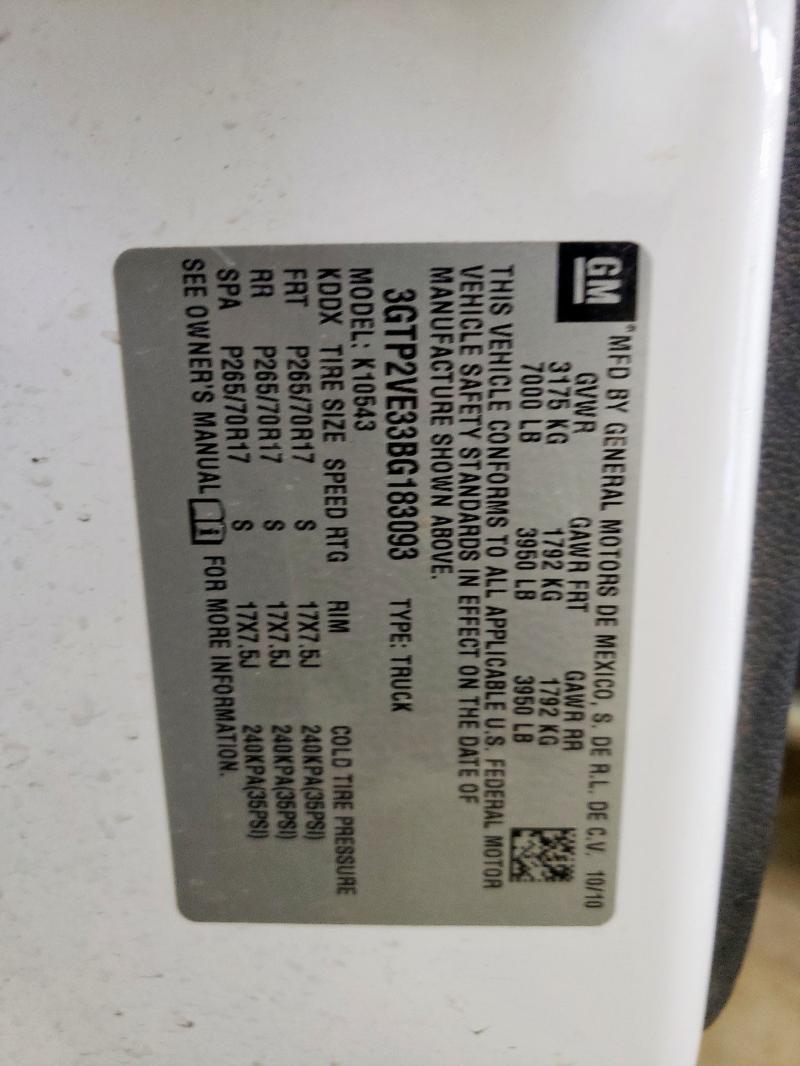 GM
®MFD BY GENERAL MOTORS DE MEXICO, S. DE R.L. DE C.V. 10/10
GVWR GAWR FRT GAWR RR
3175 KG 1792 KG 1792 KG
7000 LB 3950 LB 3950 LB
THIS VEHICLE CONFORMS TO ALL APPLICABLE U.S. FEDERAL MOTOR
VEHICLE SAFETY STANDARDS IN EFFECT ON THE DATE OF
MANUFACTURE SHOWN ABOVE.
3GTP2VE33BG183093 TYPE: TRUCK
MODEL: K10543
KDDX TIRE SIZE SPEED RTG RIM COLD TIRE PRESSURE
FRT P265/70R17 S 17X7.5J 240KPA(35PSI)
RR P265/70R17 S 17X7.5J 240KPA(35PSI)
SPA P265/70R17 S 17X7.5J 240KPA(35PSI)
SEE OWNER'S MANUAL FOR MORE INFORMATION.